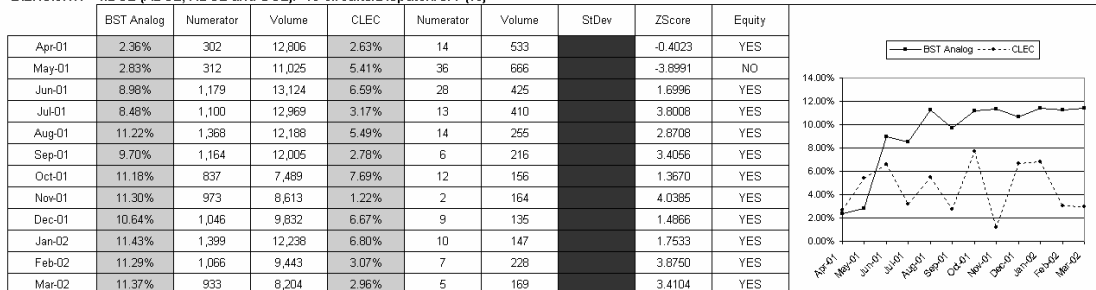 BST Analog Numerator Volume CLEC Numerator Volume StDev ZScore Equity
Apr-01 2.36% 302 12,806 2.63% 14 533 -0.4023 YES
May-01 2.83% 312 11,025 5.41% 36 666 -3.8991 NO
Jun-01 8.98% 1,179 13,124 6.59% 28 425 1.6996 YES
Jul-01 8.48% 1,100 12,969 3.17% 13 410 3.8008 YES
Aug-01 11.22% 1,368 12,188 5.49% 14 255 2.8708 YES
Sep-01 9.70% 1,164 12,005 2.78% 6 216 3.4056 YES
Oct-01 11.18% 837 7,489 7.69% 12 156 1.3670 YES
Nov-01 11.30% 973 8,613 1.22% 2 164 4.0385 YES
Dec-01 10.64% 1,046 9,832 6.67% 9 135 1.4866 YES
Jan-02 11.43% 1,399 12,238 6.80% 10 147 1.7533 YES
Feb-02 11.29% 1,066 9,443 3.07% 7 228 3.8750 YES
Mar-02 11.37% 933 8,204 2.96% 5 169 3.4104 YES
BST Analog CLEC
14.00%
12.00%
10.00%
8.00%
6.00%
4.00%
2.00%
0.00%
Apr-01 May-01 Jun-01 Jul-01 Aug-01 Sep-01 Oct-01 Nov-01 Dec-01 Jan-02 Feb-02 Mar-02